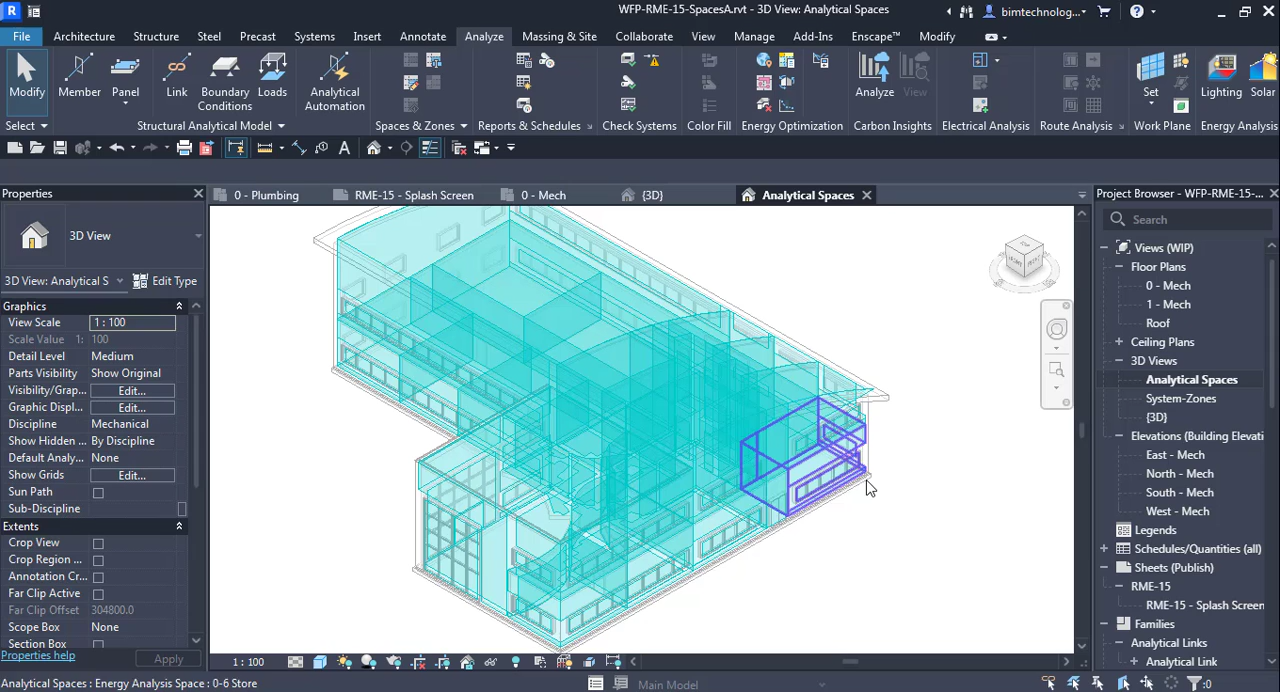 R
WFP-RME-15-SpacesA.rvt - 3D View: Analytical Spaces
bimtechnolog...
File
Architecture
Structure
Steel
Precast
Systems
Insert
Annotate
Analyze
Massing & Site
Collaborate
View
Manage
Add-Ins
Enscape™
Modify
Modify
Member
Panel
Link
Boundary
Conditions
Loads
Analytical
Automation
Analyze
View
Set
Lighting
Solar
Select
Structural Analytical Model
Spaces & Zones
Reports & Schedules
Check Systems
Color Fill
Energy Optimization
Carbon Insights
Electrical Analysis
Route Analysis
Work Plane
Energy Analysis
Properties
0 - Plumbing
RME-15 - Splash Screen
0 - Mech
{3D}
Analytical Spaces
Project Browser - WFP-RME-15-...
3D View
3D View: Analytical S
Edit Type
Graphics
View Scale
1 : 100
Scale Value 1:
100
Detail Level
Medium
Parts Visibility
Show Original
Visibility/Grap...
Edit...
Graphic Displ...
Edit...
Discipline
Mechanical
Show Hidden ...
By Discipline
Default Analy...
None
Show Grids
Edit...
Sun Path
Sub-Discipline
Extents
Crop View
Crop Region ...
Annotation Cr...
Far Clip Active
Far Clip Offset
304800.0
Scope Box
None
Section Box
Properties help
Apply
TOP
FRONT
Search
Views (WIP)
Floor Plans
0 - Mech
1 - Mech
Roof
Ceiling Plans
3D Views
Analytical Spaces
System-Zones
{3D}
Elevations (Building Elevati
East - Mech
North - Mech
South - Mech
West - Mech
Legends
Schedules/Quantities (all)
Sheets (Publish)
RME-15
RME-15 - Splash Screen
Families
Analytical Links
Analytical Link
1 : 100
Analytical Spaces : Energy Analysis Space : 0-6 Store
Main Model
:0